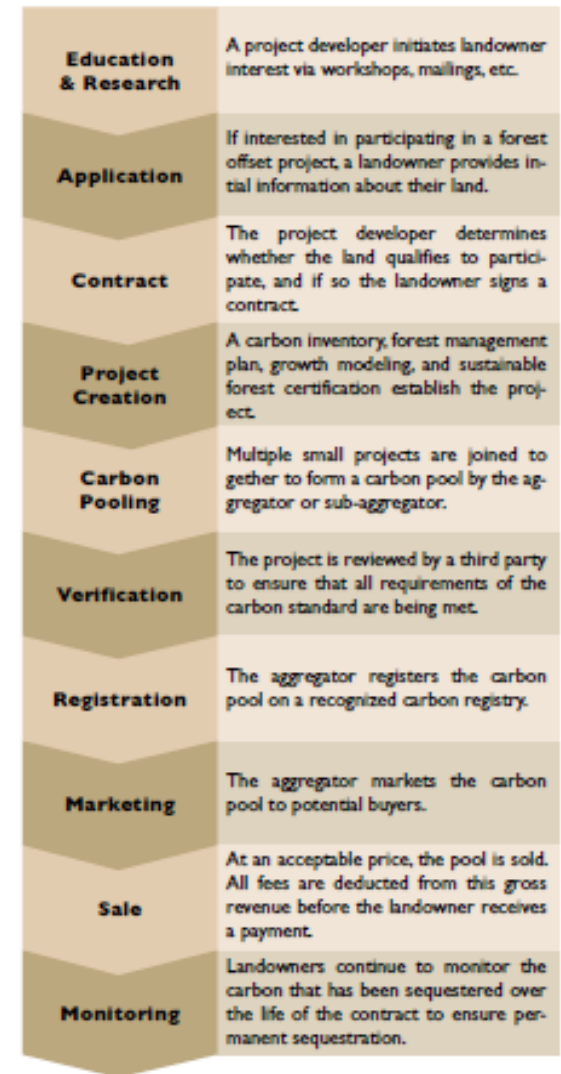 Education
& Research
A project developer initiates landowner
interest via workshops, mailings, etc.
Application
If interested in participating in a forest
offset project, a landowner provides in-
tial information about their land.
Contract
The project developer determines
whether the land qualifies to partici-
pate, and if so the landowner signs a
contract.
Project
Creation
A carbon inventory, forest management
plan, growth modeling, and sustainable
forest certification establish the proj-
ect.
Carbon
Pooling
Multiple small projects are joined to
gether to form a carbon pool by the ag-
gregator or sub-aggregator.
Verification
The project is reviewed by a third party
to ensure that all requirements of the
carbon standard are being met.
Registration
The aggregator registers the carbon
pool on a recognized carbon registry.
Marketing
The aggregator markets the carbon
pool to potential buyers.
Sale
At an acceptable price, the pool is sold.
All fees are deducted from this gross
revenue before the landowner receives
a payment.
Monitoring
Landowners continue to monitor the
carbon that has been sequestered over
the life of the contract to ensure per-
manent sequestration.